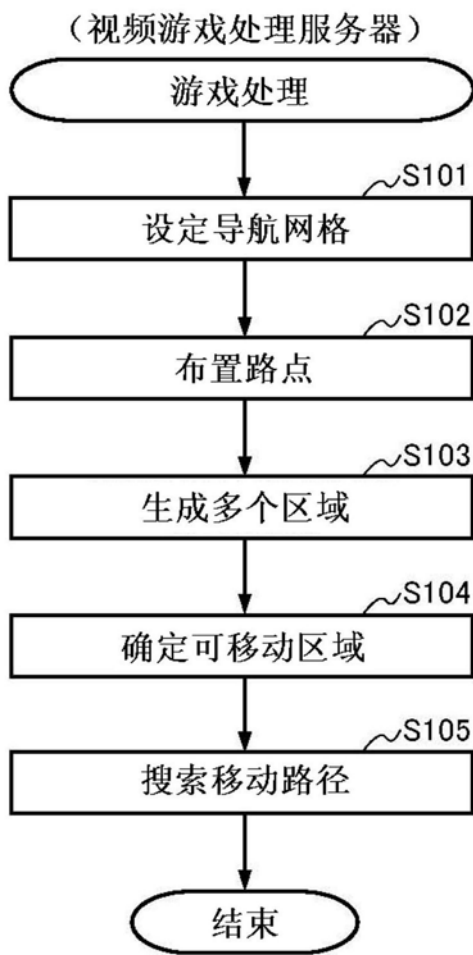 （视频游戏处理服务器）
游戏处理
S101
设定导航网格
S102
布置路点
S103
生成多个区域
S104
确定可移动区域
S105
搜索移动路径
结束